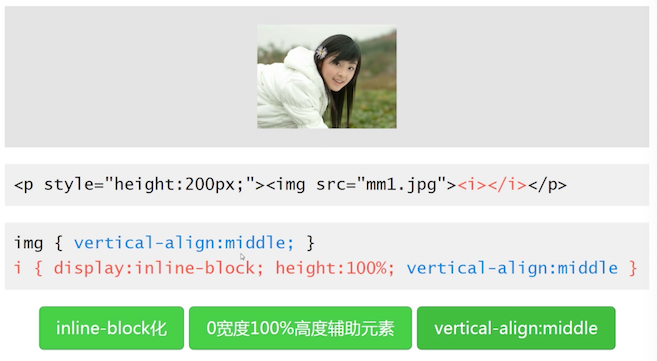 <p style="height:200px;"><img src="mm1.jpg"><i></i></p>
img { vertical-align:middle; }
i { display:inline-block; height:100%; vertical-align:middle }
inline-block化 0宽度100%高度辅助元素 vertical-align:middle